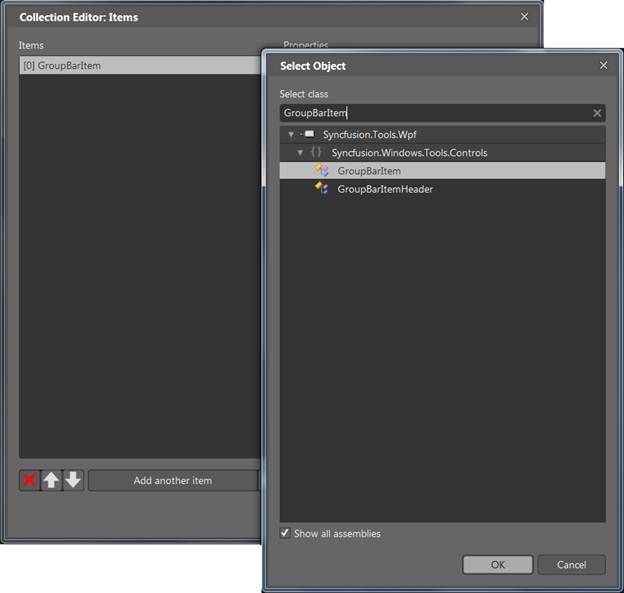 Collection Editor: Items
Items
Properties
[0] GroupBarItem
Add another item
Select Object
Select class
GroupBarItem
Syncfusion.Tools.Wpf
{} Syncfusion.Windows.Tools.Controls
GroupBarItem
GroupBarItemHeader
Show all assemblies
OK
Cancel